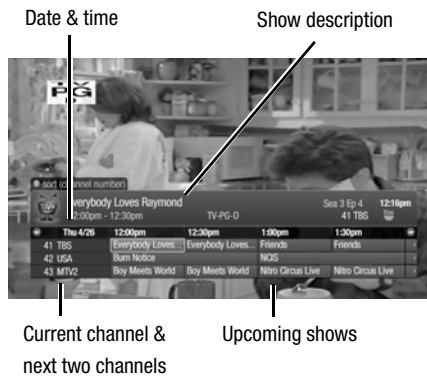 Date & time
Show description
TV
PG
sort (channel number)
Everybody Loves Raymond
Sea 3 Ep 4
12:16pm
12:00pm - 12:30pm
TV-PG-D
41 TBS
tbs
Thu 4/26
12:00pm
12:30pm
1:00pm
1:30pm
41 TBS
Everybody Loves...
Everybody Loves...
Friends
Friends
42 USA
Burn Notice
NCIS
43 MTV2
Boy Meets World
Boy Meets World
Nitro Circus Live
Nitro Circus Live
Current channel &
next two channels
Upcoming shows